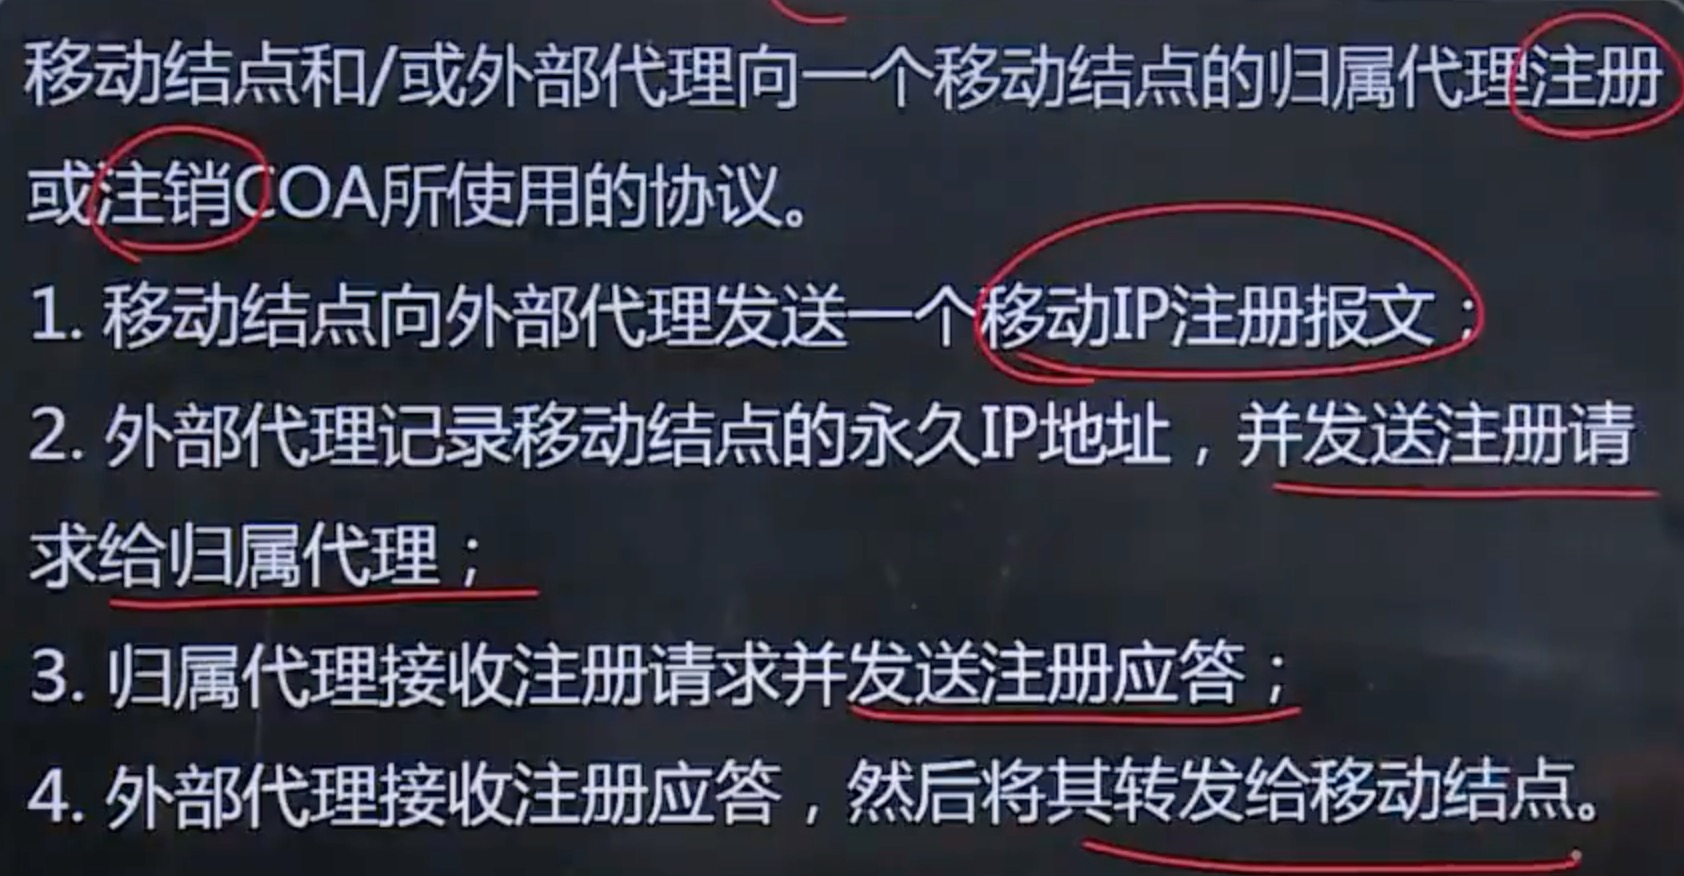 移动结点和/或外部代理向一个移动结点的归属代理注册
或注销COA所使用的协议。
1. 移动结点向外部代理发送一个移动IP注册报文；
2. 外部代理记录移动结点的永久IP地址，并发送注册请
求给归属代理；
3. 归属代理接收注册请求并发送注册应答；
4. 外部代理接收注册应答，然后将其转发给移动结点。